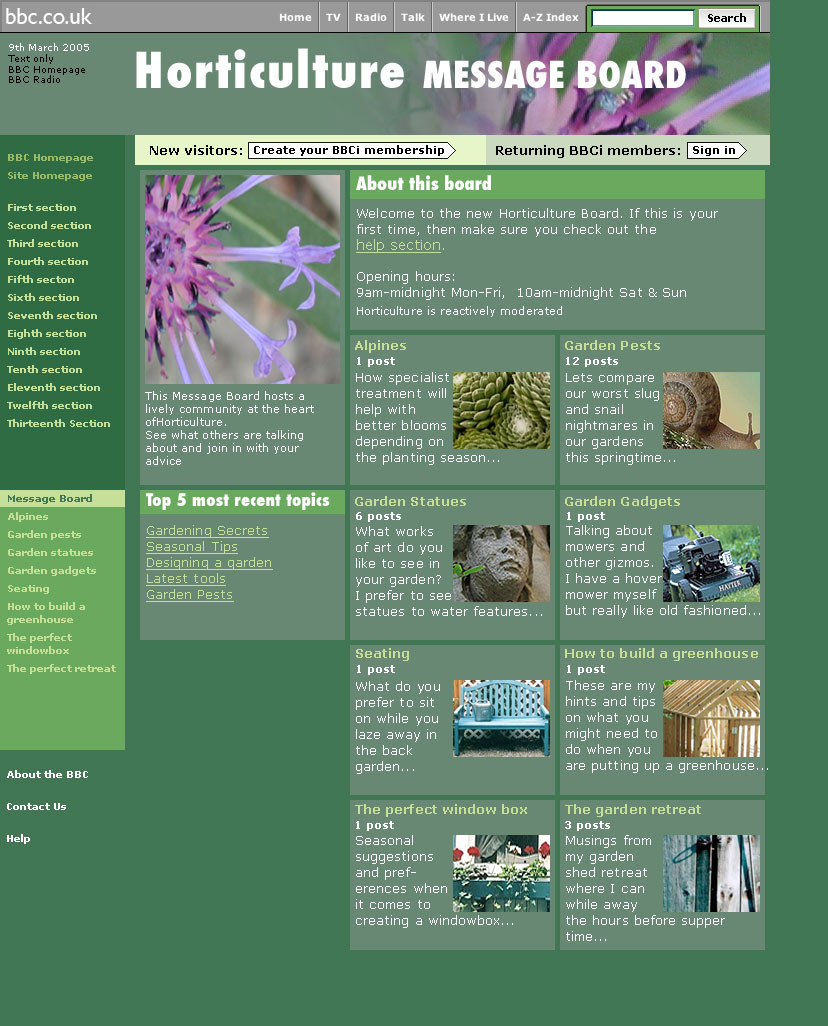 bbc.co.uk
Home
TV
Radio
Talk
Where I Live
A-Z Index
Search
9th March 2005
Text only
BBC Homepage
BBC Radio
Horticulture MESSAGE BOARD
New visitors: Create your BBCi membership
Returning BBCi members: Sign in
BBC Homepage
Site Homepage
First section
Second section
Third section
Fourth section
Fifth secton
Sixth section
Seventh section
Eighth section
Ninth section
Tenth section
Eleventh section
Twelfth section
Thirteenth Section
Message Board
Alpines
Garden pests
Garden statues
Garden gadgets
Seating
How to build a
greenhouse
The perfect
windowbox
The perfect retreat
About the BBC
Contact Us
Help
This Message Board hosts a
lively community at the heart
ofHorticulture.
See what others are talking
about and join in with your
advice
Top 5 most recent topics
Gardening Secrets
Seasonal Tips
Designing a garden
Latest tools
Garden Pests
About this board
Welcome to the new Horticulture Board. If this is your
first time, then make sure you check out the
help section.
Opening hours:
9am-midnight Mon-Fri, 10am-midnight Sat & Sun
Horticulture is reactively moderated
Alpines
1 post
How specialist
treatment will
help with
better blooms
depending on
the planting season...
Garden Pests
12 posts
Lets compare
our worst slug
and snail
nightmares in
our gardens
this springtime...
Garden Statues
6 posts
What works
of art do you
like to see in
your garden?
I prefer to see
statues to water features...
Garden Gadgets
1 post
Talking about
mowers and
other gizmos.
I have a hover
mower myself
but really like old fashioned...
HAYTER
Seating
1 post
What do you
prefer to sit
on while you
laze away in
the back
garden...
How to build a greenhouse
1 post
These are my
hints and tips
on what you
might need to
do when you
are putting up a greenhouse...
The perfect window box
1 post
Seasonal
suggestions
and pref-
erences when
it comes to
creating a windowbox...
The garden retreat
3 posts
Musings from
my garden
shed retreat
where I can
while away
the hours before supper
time...